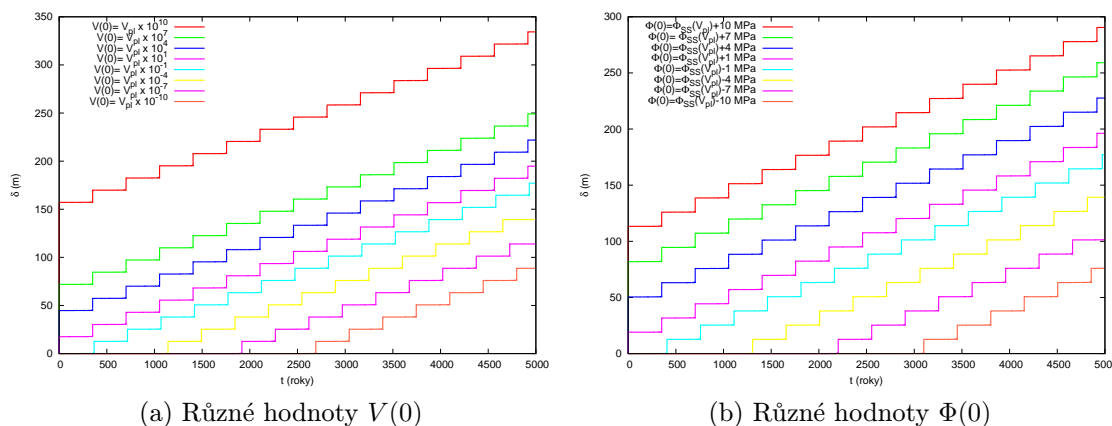 V(0)= V_pl x 10^10
V(0)= V_pl x 10^7
V(0)= V_pl x 10^4
V(0)= V_pl x 10^1
V(0)= V_pl x 10^-1
V(0)= V_pl x 10^-4
V(0)= V_pl x 10^-7
V(0)= V_pl x 10^-10
350
300
250
200
150
100
50
0
δ (m)
0 500 1000 1500 2000 2500 3000 3500 4000 4500 5000
t (roky)
(a) Různé hodnoty V(0)
Φ(0)=Φ_SS(V_pl)+10 MPa
Φ(0)= Φ_SS(V_pl)+7 MPa
Φ(0)=Φ_SS(V_pl)+4 MPa
Φ(0)=Φ_SS(V_pl)+1 MPa
Φ(0)=Φ_SS(V_pl)-1 MPa
Φ(0)=Φ_SS(V_pl)-4 MPa
Φ(0)=Φ_SS(V_pl)-7 MPa
Φ(0)=Φ_SS(V_pl)-10 MPa
300
250
200
150
100
50
0
δ (m)
0 500 1000 1500 2000 2500 3000 3500 4000 4500 500
t (roky)
(b) Různé hodnoty Φ(0)